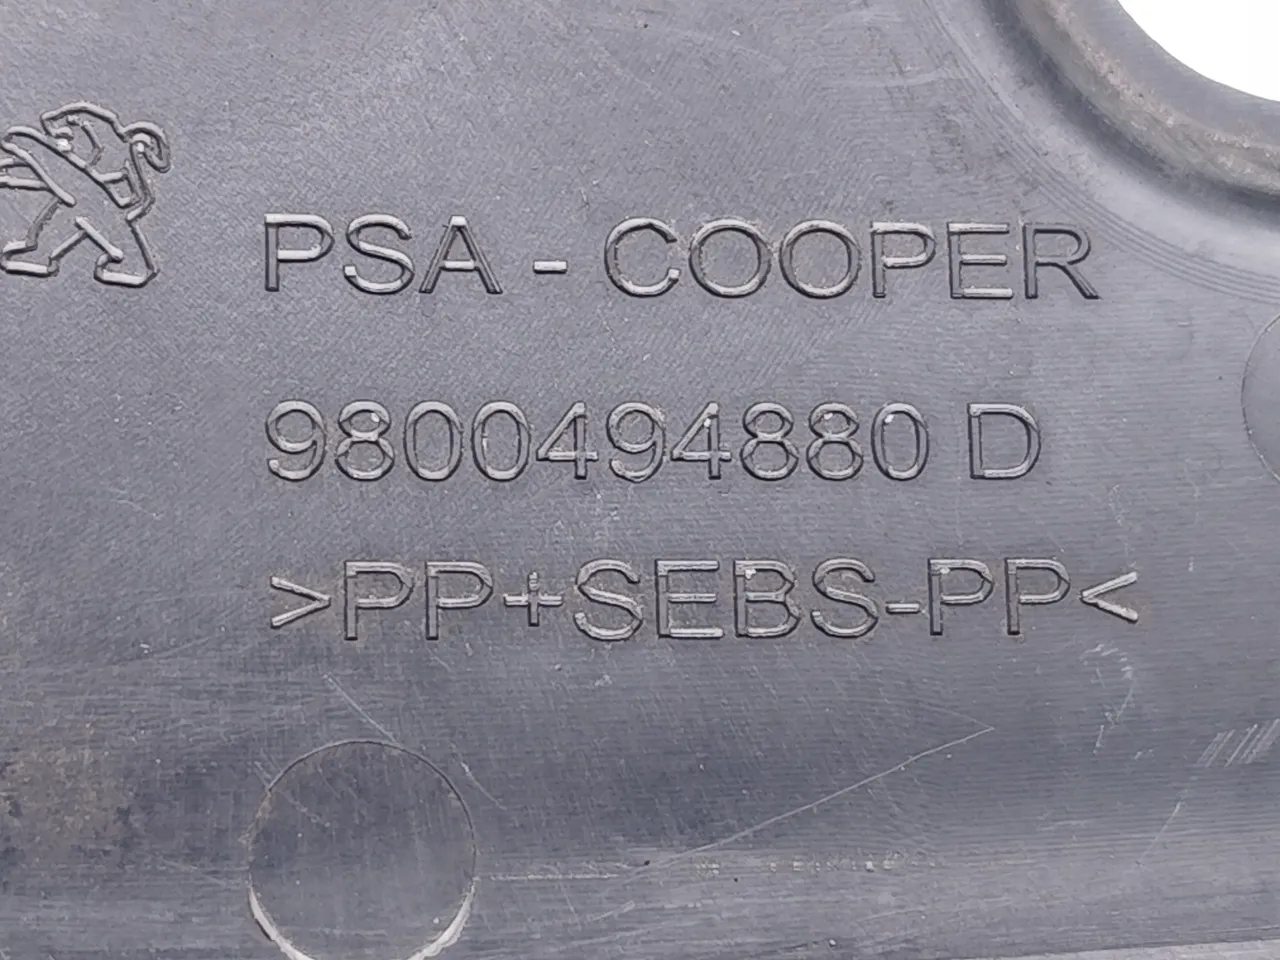 PSA - COOPER
9800494880 D
>PP+SEBS-PP<